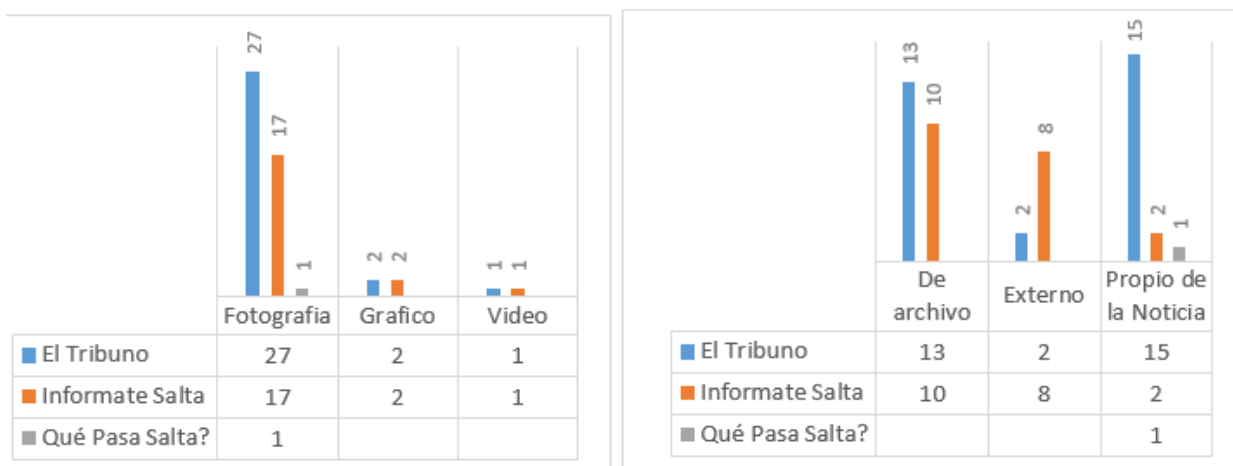 27
17
1
2
2
1
1
Fotografia Grafico Video
El Tribuno 27 2 1
Informate Salta 17 2 1
Qué Pasa Salta? 1
13
10
2
8
15
2
1
De archivo Externo Propio de la Noticia
El Tribuno 13 2 15
Informate Salta 10 8 2
Qué Pasa Salta? 1